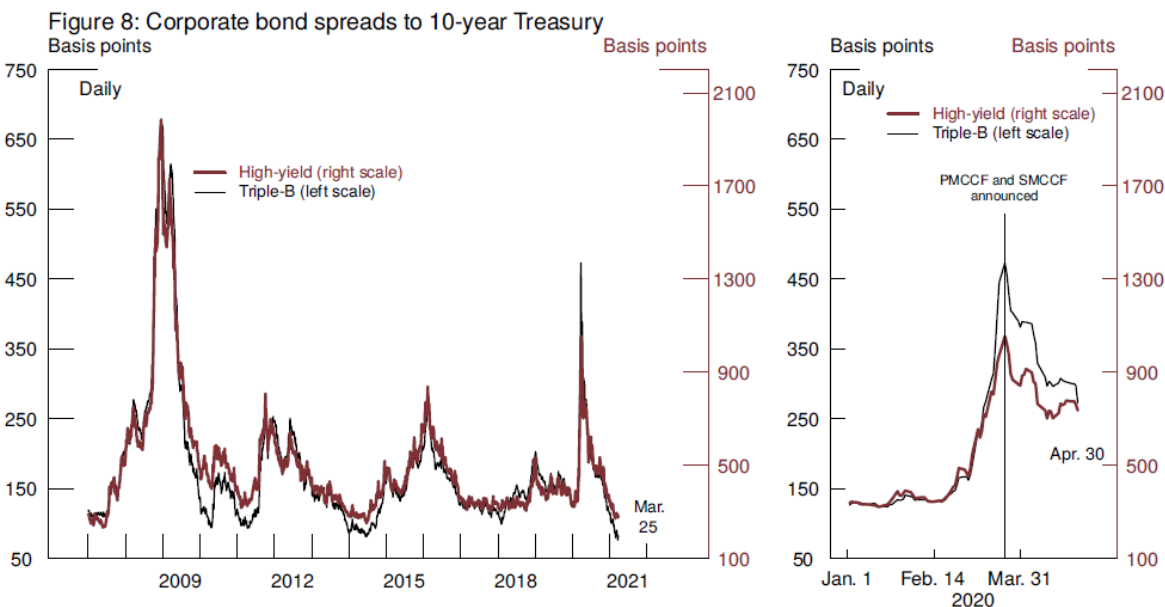 Figure 8: Corporate bond spreads to 10-year Treasury
Basis points Basis points
750
650
550
450
350
250
150
50
Daily
High-yield (right scale)
Triple-B (left scale)
2100
1700
1300
900
500
100
Mar.
25
2009 2012 2015 2018 2021
Basis points Basis points
750
650
550
450
350
250
150
50
Daily
High-yield (right scale)
Triple-B (left scale)
PMCCF and SMCCF
announced
2100
1700
1300
900
500
100
Apr. 30
Jan. 1 Feb. 14 Mar. 31
2020